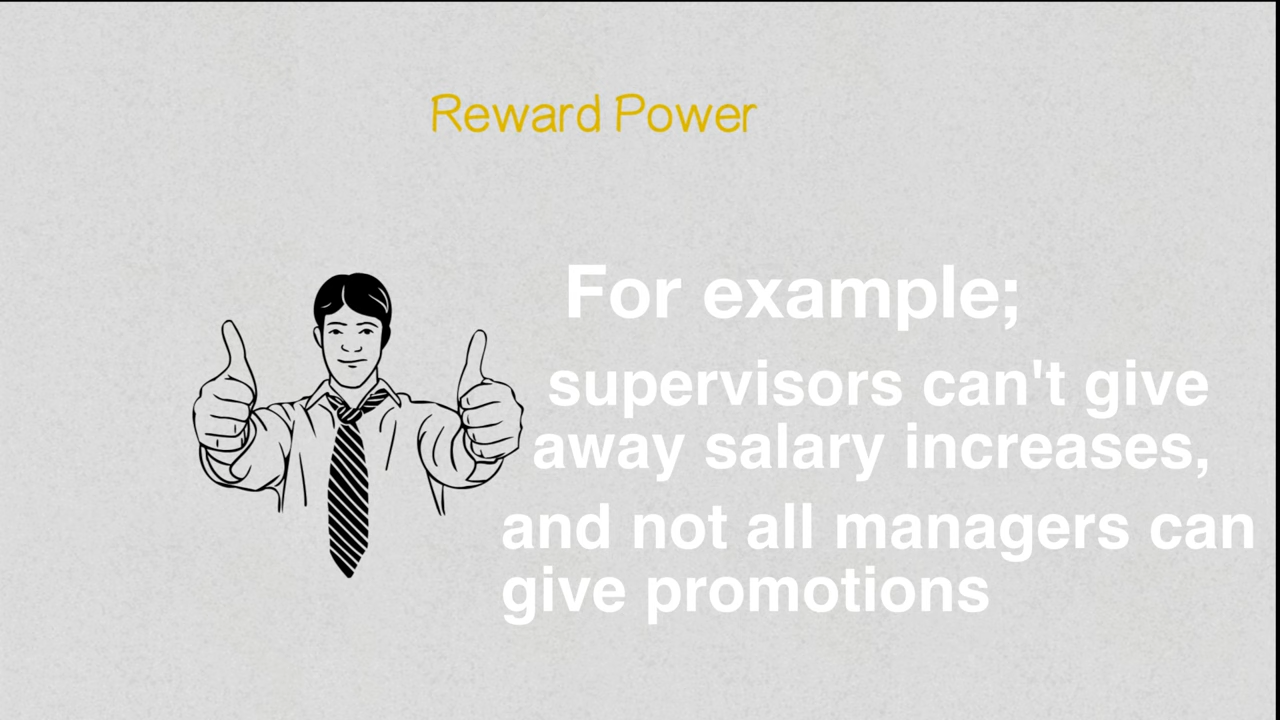 Reward Power
For example;
supervisors can't give
away salary increases,
and not all managers can
give promotions